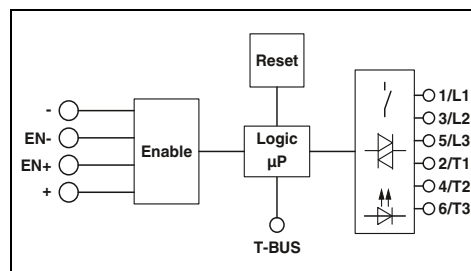 Reset
-
EN-
EN+
+
Enable
Logic
µP
T-BUS
1/L1
3/L2
5/L3
2/T1
4/T2
6/T3